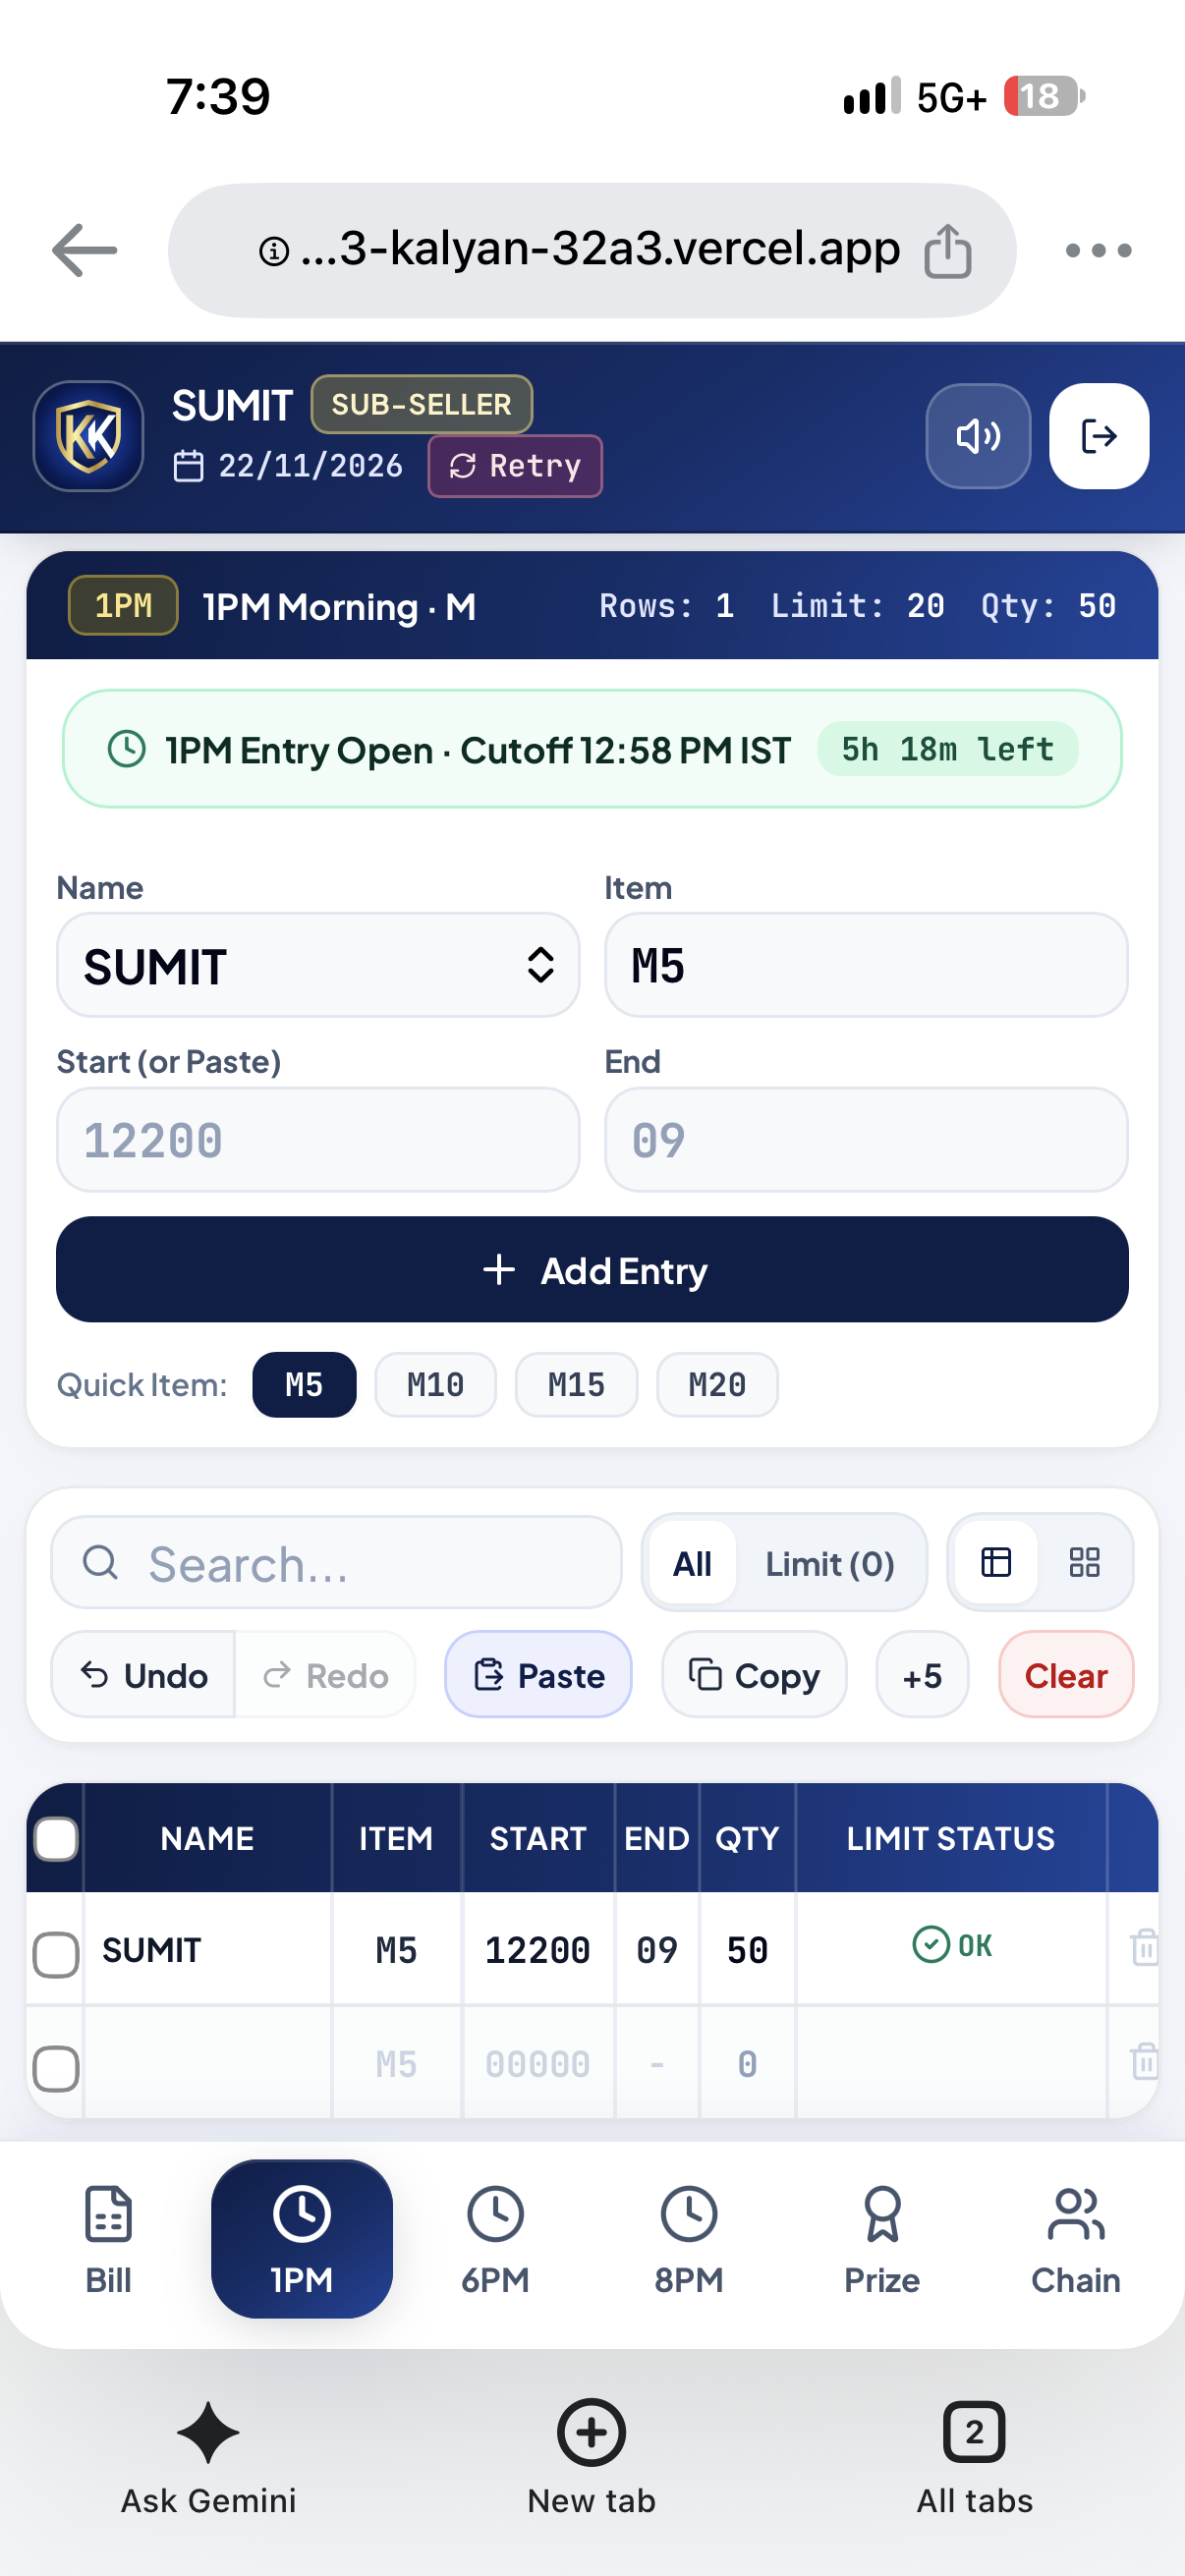 7:39 5G+ 18
...3-kalyan-32a3.vercel.app
KK SUMIT SUB-SELLER
22/11/2026 Retry
1PM 1PM Morning · M Rows: 1 Limit: 20 Qty: 50
1PM Entry Open · Cutoff 12:58 PM IST 5h 18m left
Name Item
SUMIT M5
Start (or Paste) End
12200 09
+ Add Entry
Quick Item: M5 M10 M15 M20
Search... All Limit (0)
Undo Redo Paste Copy +5 Clear
NAME ITEM START END QTY LIMIT STATUS
SUMIT M5 12200 09 50 OK
M5 00000 - 0
Bill 1PM 6PM 8PM Prize Chain
2
Ask Gemini New tab All tabs